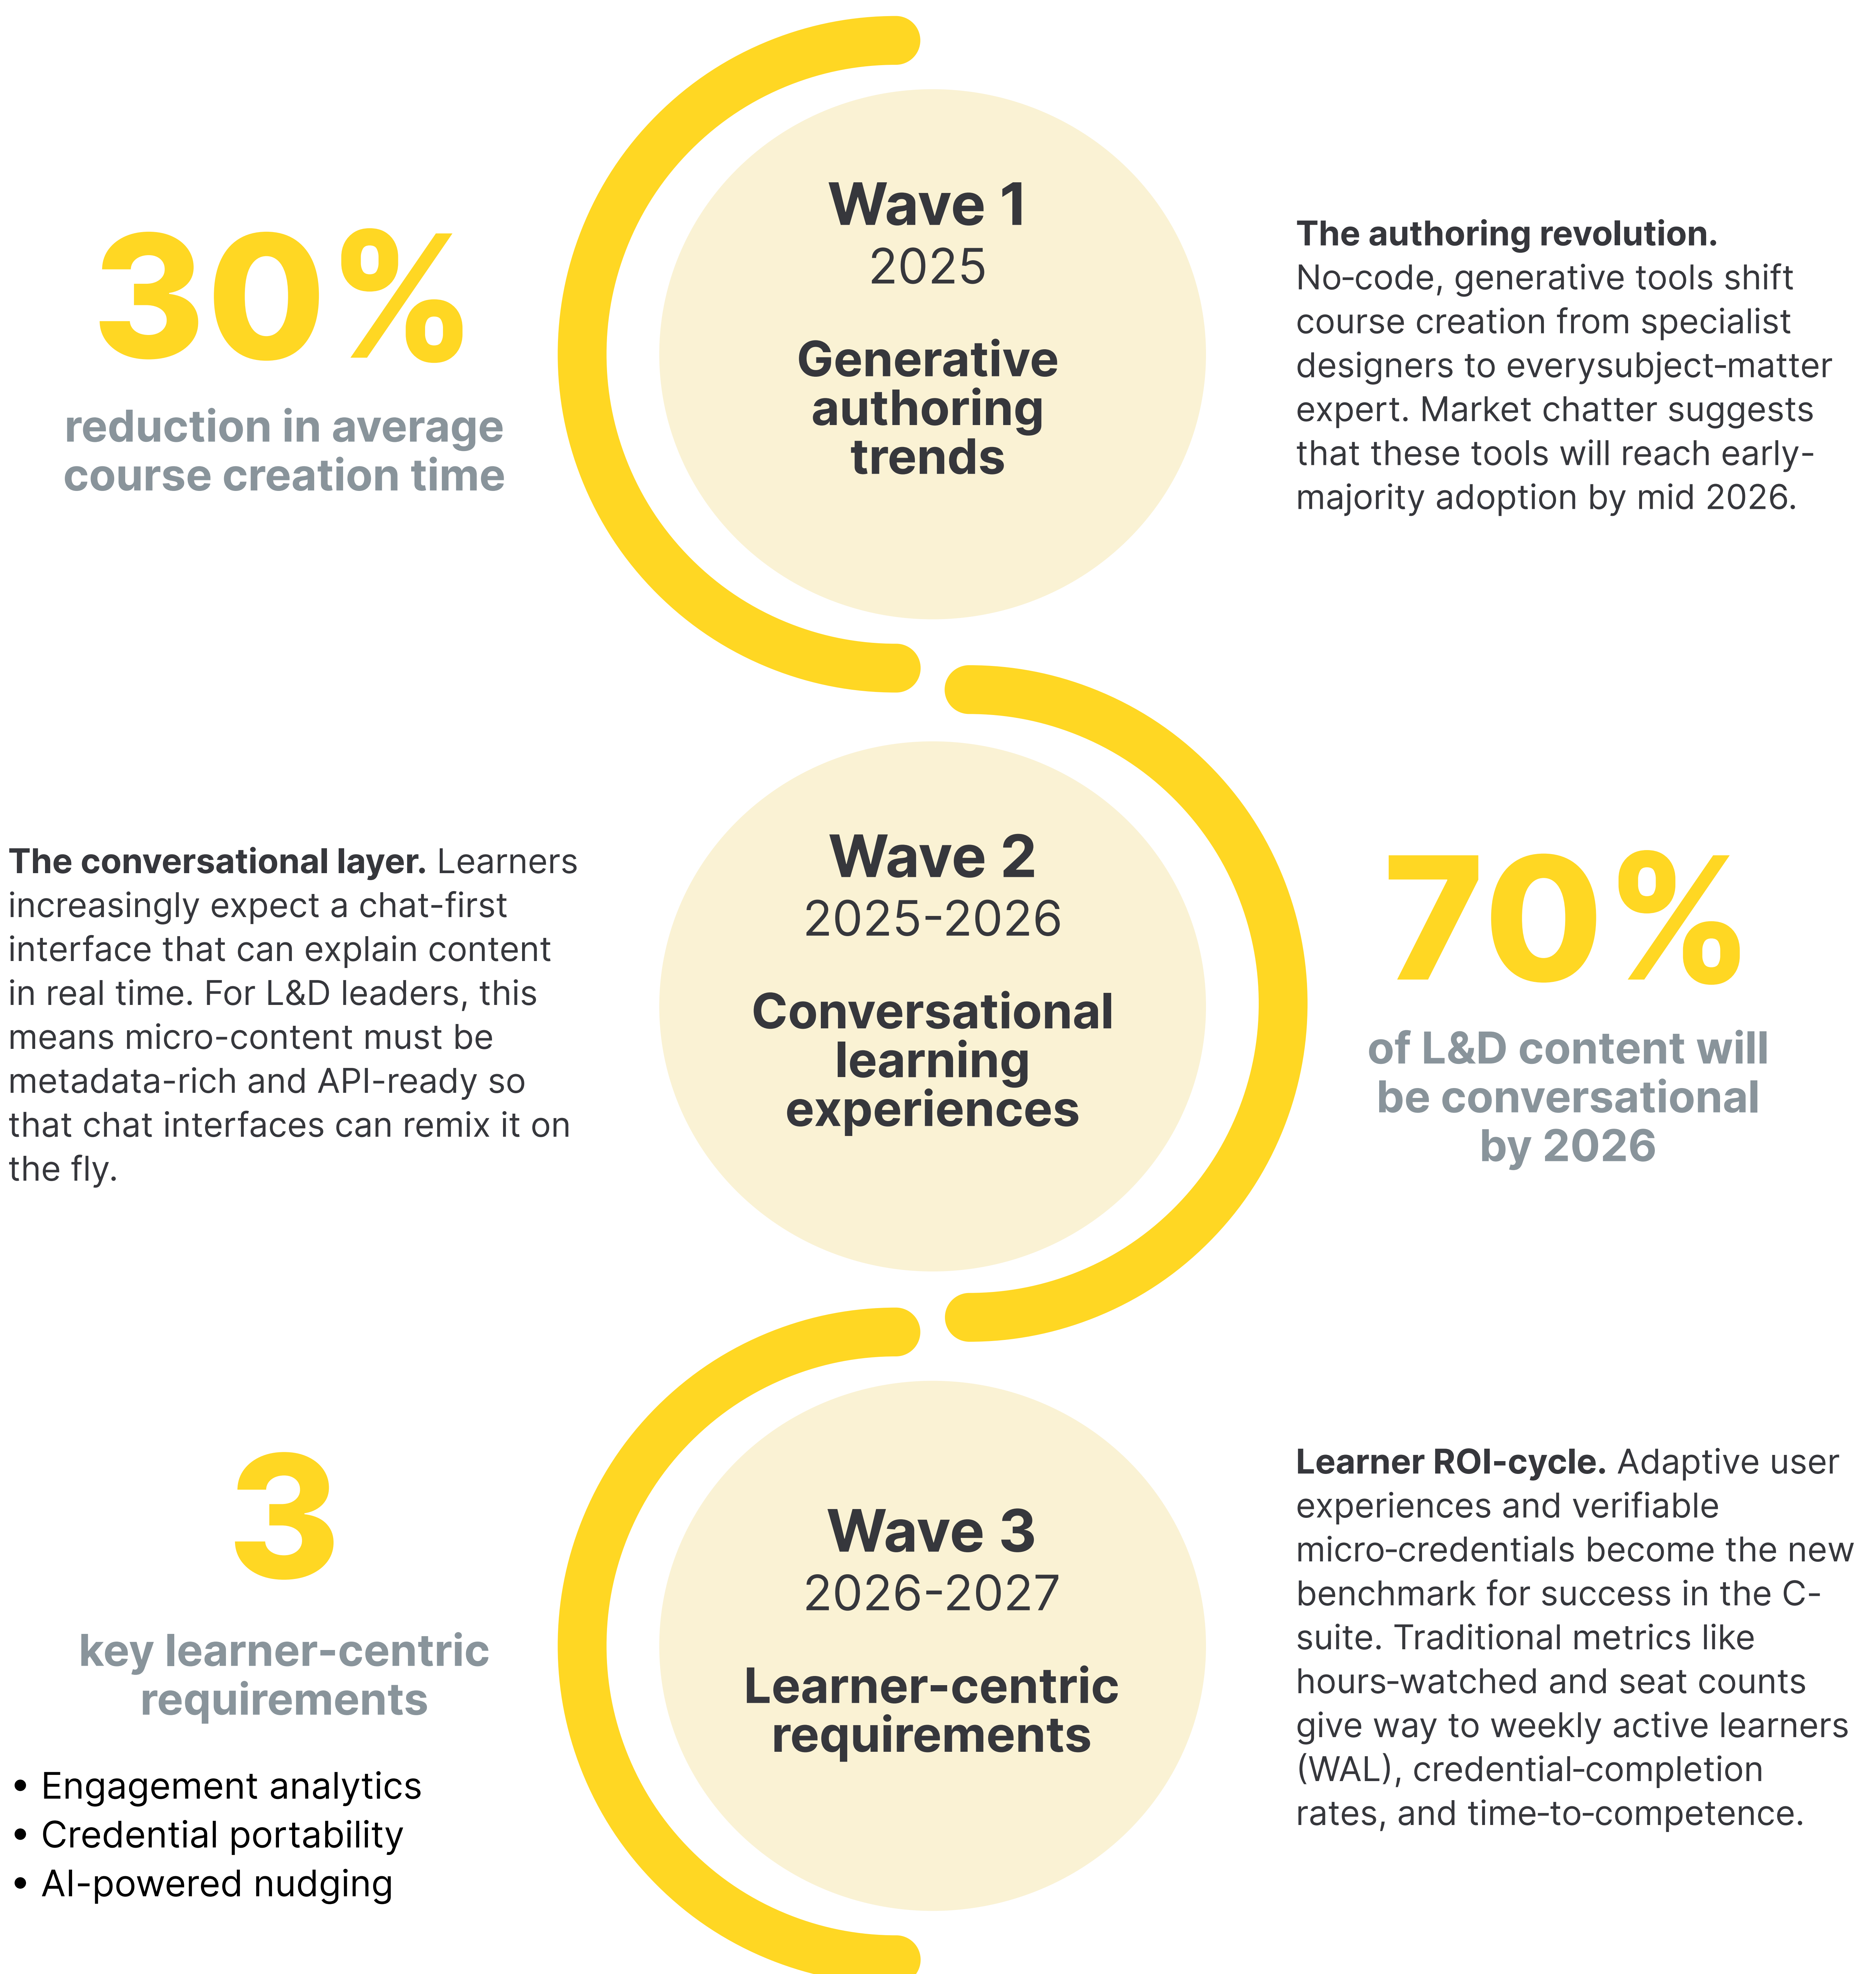 30%
reduction in average
course creation time
Wave 1
2025
Generative
authoring
trends
The authoring revolution.
No-code, generative tools shift
course creation from specialist
designers to everysubject-matter
expert. Market chatter suggests
that these tools will reach early-
majority adoption by mid 2026.
The conversational layer. Learners
increasingly expect a chat-first
interface that can explain content
in real time. For L&D leaders, this
means micro-content must be
metadata-rich and API-ready so
that chat interfaces can remix it on
the fly.
Wave 2
2025-2026
Conversational
learning
experiences
70%
of L&D content will
be conversational
by 2026
3
key learner-centric
requirements
• Engagement analytics
• Credential portability
• AI-powered nudging
Wave 3
2026-2027
Learner-centric
requirements
Learner ROI-cycle. Adaptive user
experiences and verifiable
micro-credentials become the new
benchmark for success in the C-
suite. Traditional metrics like
hours-watched and seat counts
give way to weekly active learners
(WAL), credential-completion
rates, and time-to-competence.